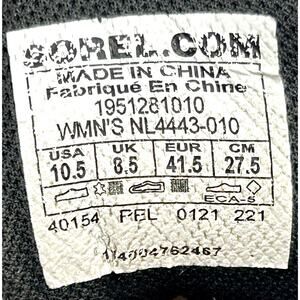 SOREL.COM
MADE IN CHINA
Fabriqué En Chine
1951281010
WMN'S NL4443-010
USA UK EUR CM
10.5 8.5 41.5 27.5
ECA-S
40154 PBL 0121 221